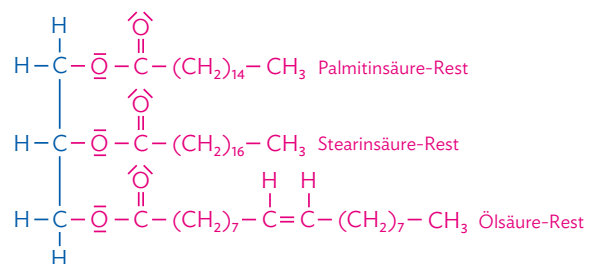 H
O
H–C–O–C–(CH₂)₁₄–CH₃ Palmitinsäure-Rest
O
H–C–O–C–(CH₂)₁₆–CH₃ Stearinsäure-Rest
O H H
H–C–O–C–(CH₂)₇–C=C–(CH₂)₇–CH₃ Ölsäure-Rest
H